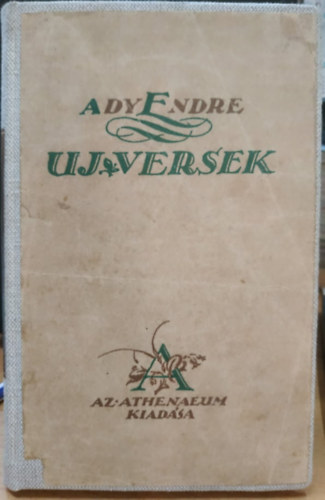 ADY ENDRE
UJ VERSEK
A
AZ·ATHENAEUM
KIADÁSA